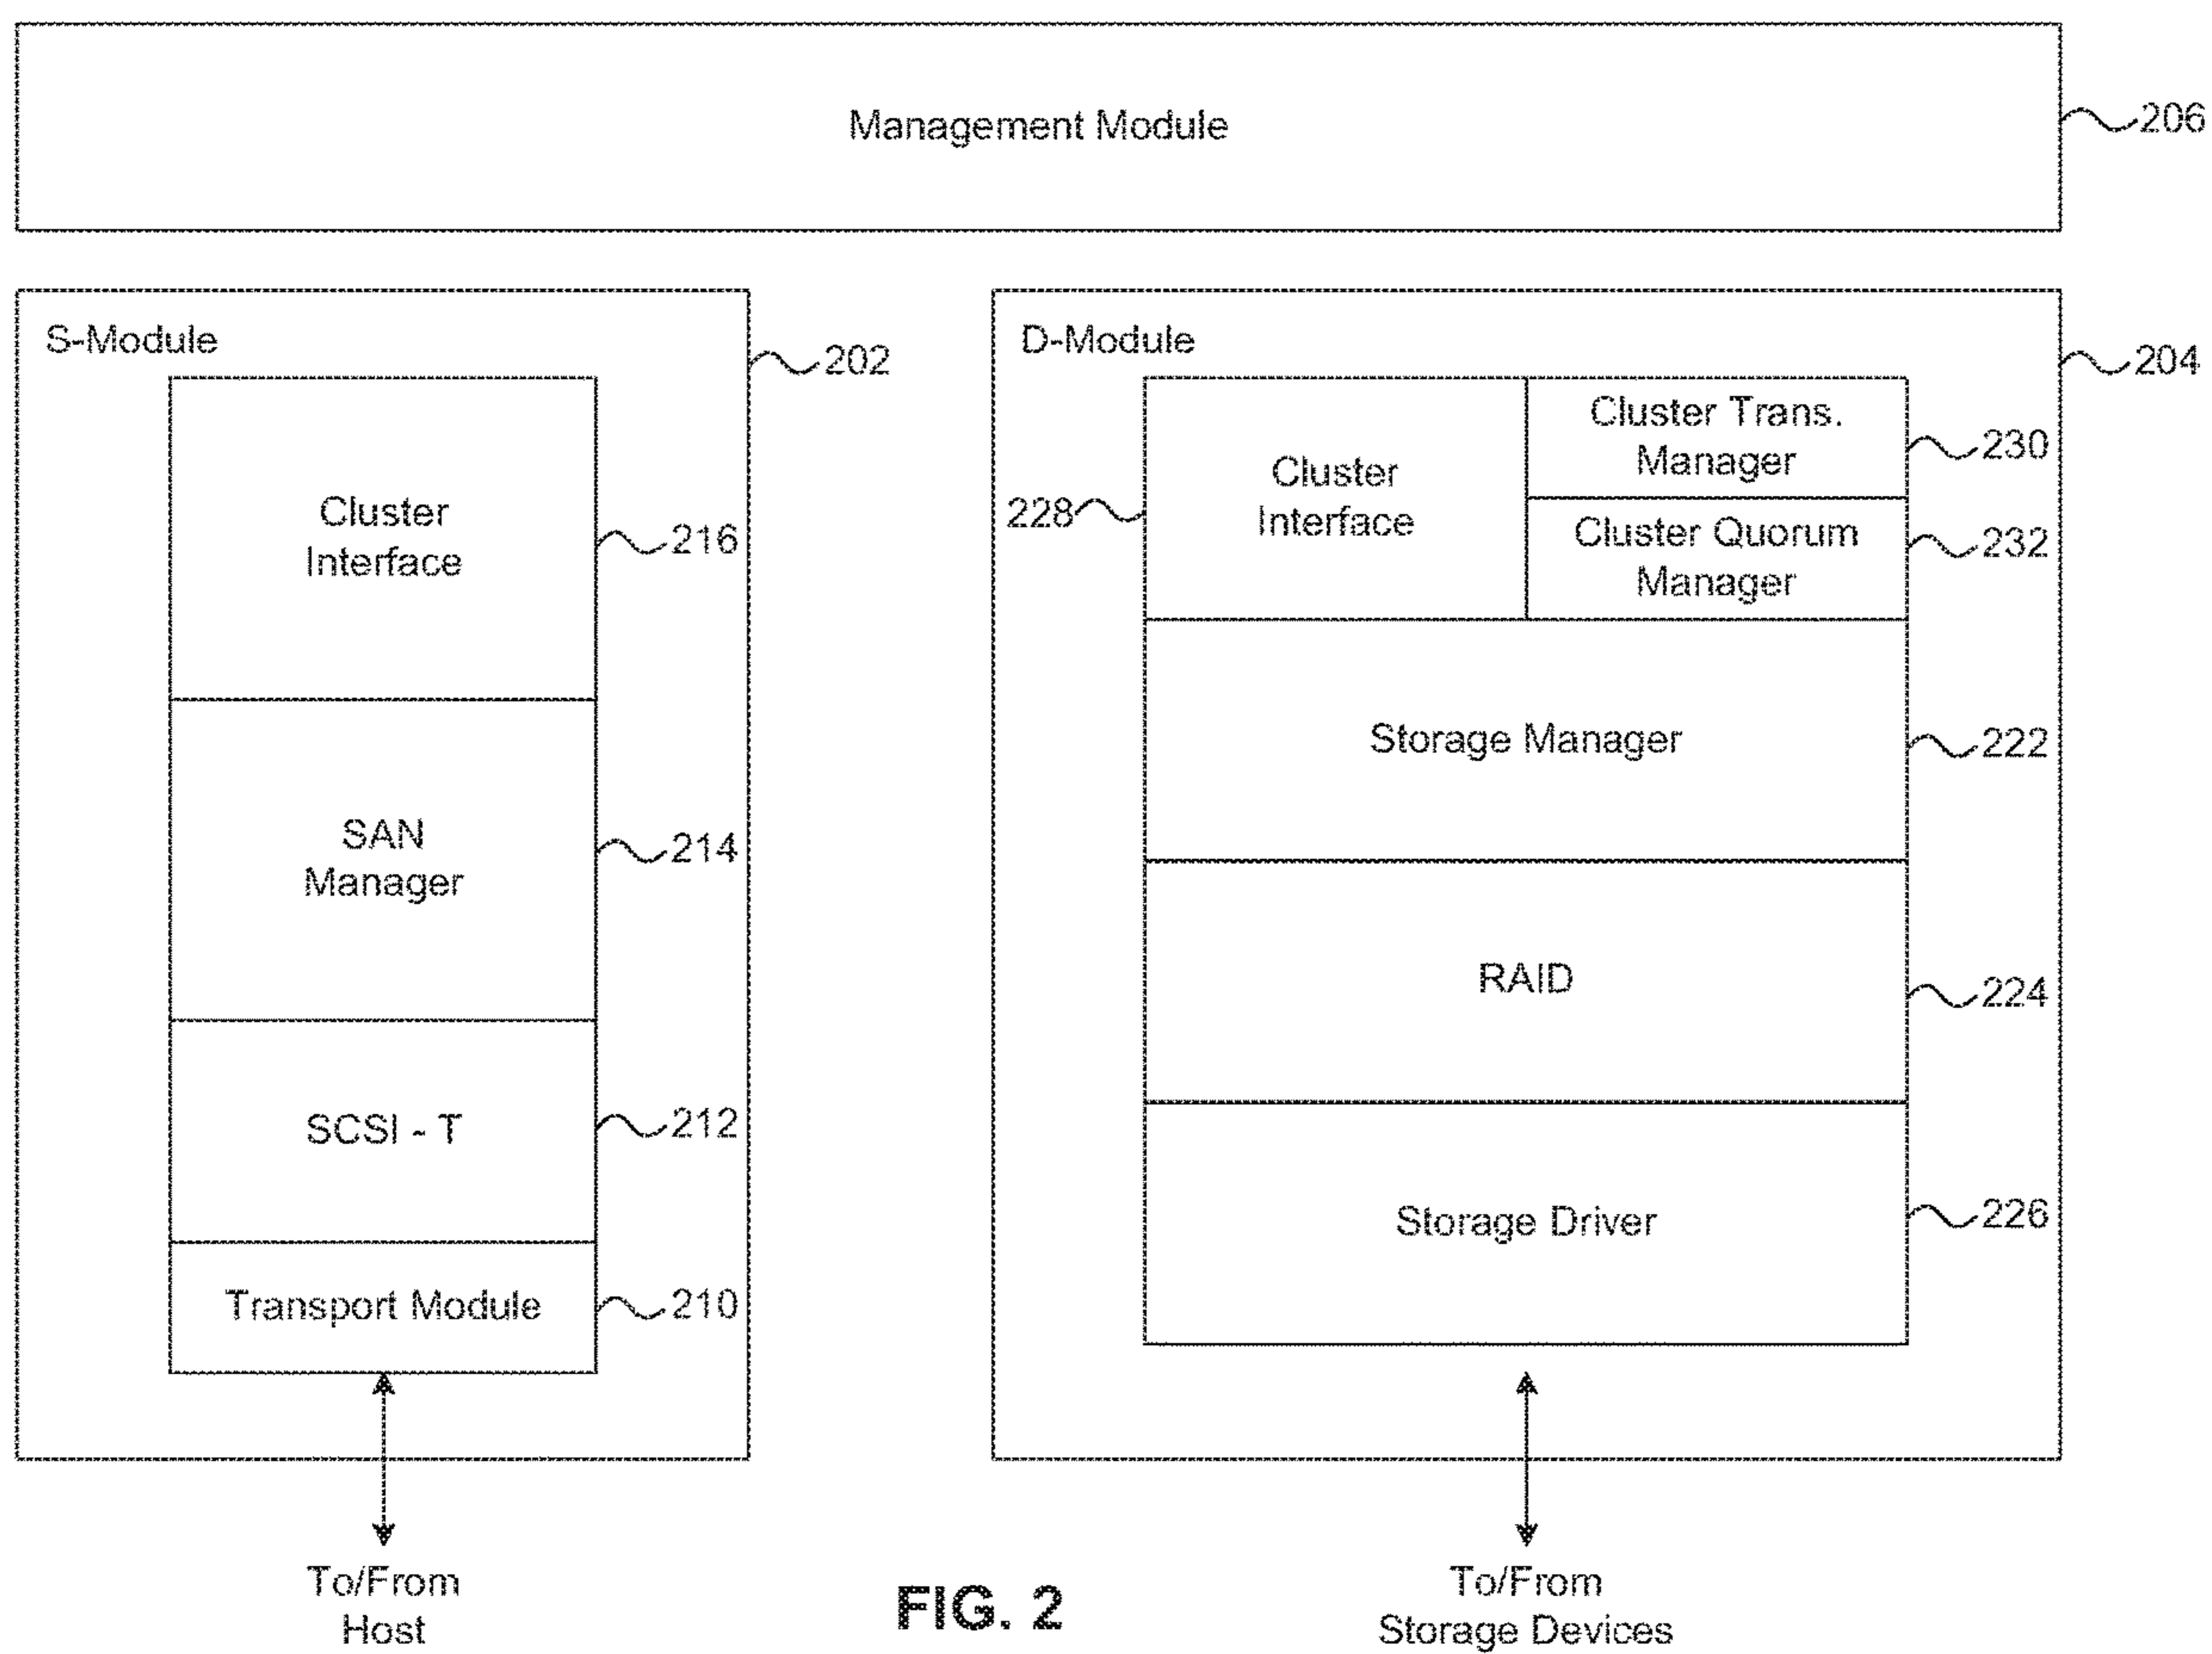 Management Module
206
S-Module
202
Cluster
Interface
216
SAN
Manager
214
SCSI - T
212
Transport Module
210
To/From
Host
D-Module
204
Cluster
Interface
228
Cluster Trans.
Manager
230
Cluster Quorum
Manager
232
Storage Manager
222
RAID
224
Storage Driver
226
To/From
Storage Devices
FIG. 2